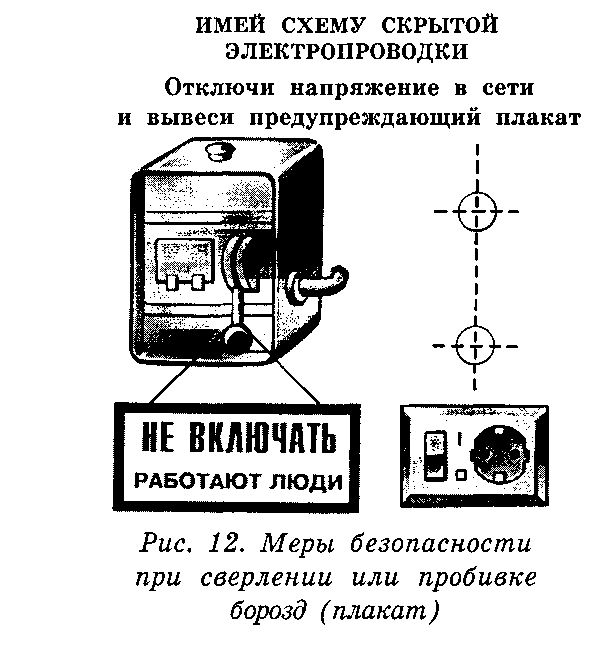 ИМЕЙ СХЕМУ СКРЫТОЙ
ЭЛЕКТРОПРОВОДКИ
Отключи напряжение в сети
и вывеси предупреждающий плакат
НЕ ВКЛЮЧАТЬ
РАБОТАЮТ ЛЮДИ
Рис. 12. Меры безопасности
при сверлении или пробивке
борозд (плакат)